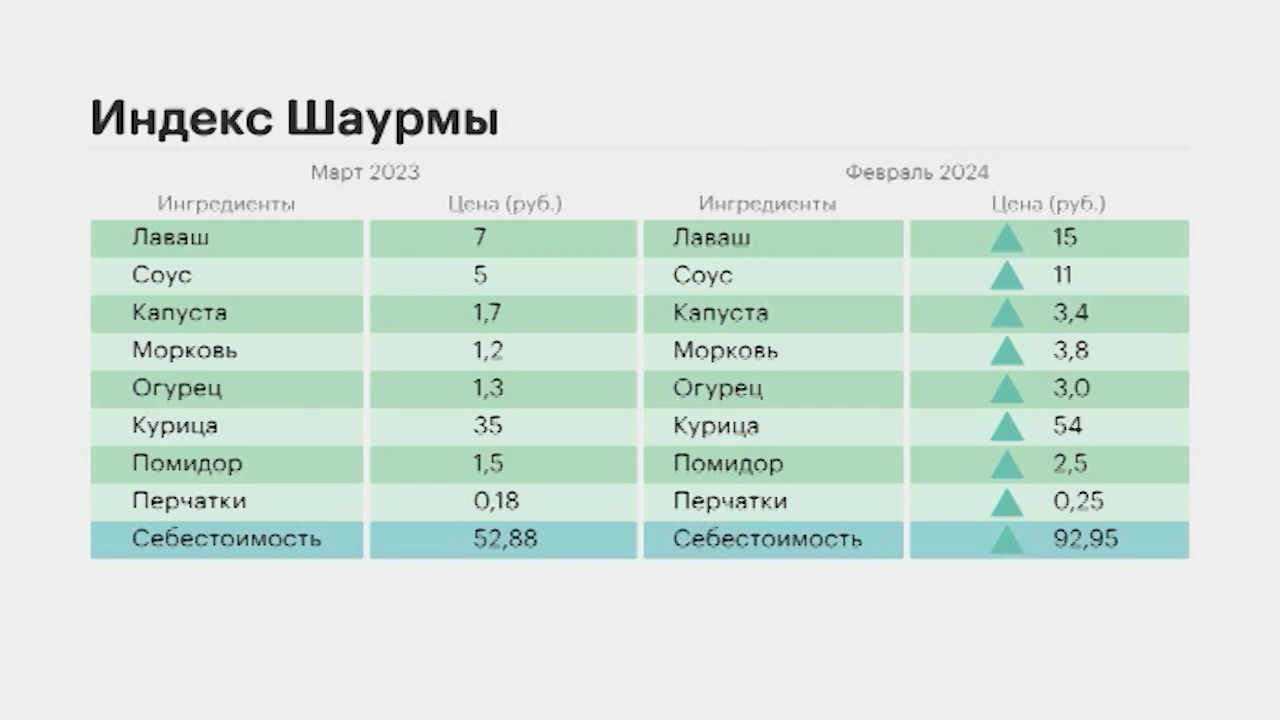 Индекс Шаурмы
Март 2023 Февраль 2024
Ингредиенты Цена (руб.) Ингредиенты Цена (руб.)
Лаваш 7 Лаваш 15
Соус 5 Соус 11
Капуста 1,7 Капуста 3,4
Морковь 1,2 Морковь 3,8
Огурец 1,3 Огурец 3,0
Курица 35 Курица 54
Помидор 1,5 Помидор 2,5
Перчатки 0,18 Перчатки 0,25
Себестоимость 52,88 Себестоимость 92,95